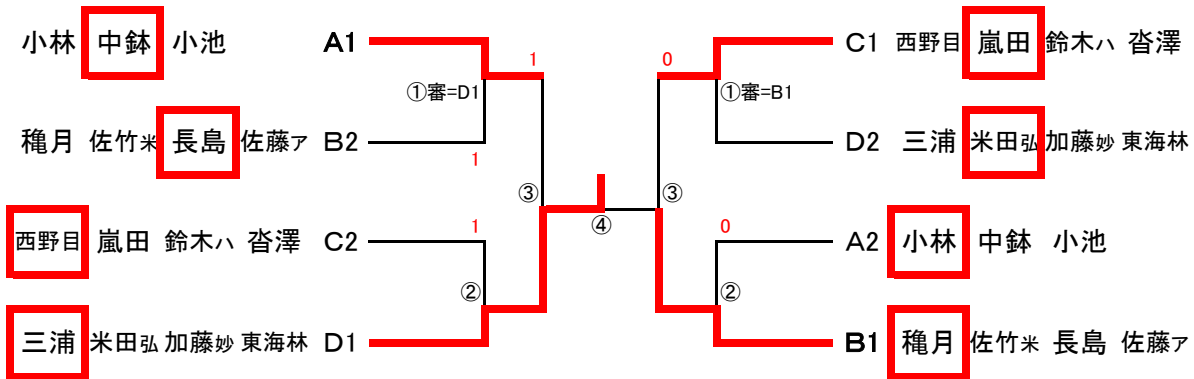 小林 中鉢 小池 A1 1 0 C1 西野目 嵐田 鈴木ハ 沓澤
①審=D1 ①審=B1
穐月 佐竹米 長島 佐藤ア B2 D2 三浦 米田弘 加藤妙 東海林
1
③ ③
西野目 嵐田 鈴木ハ 沓澤 C2 1 ④ 0 A2 小林 中鉢 小池
② ②
三浦 米田弘 加藤妙 東海林 D1 B1 穐月 佐竹米 長島 佐藤ア